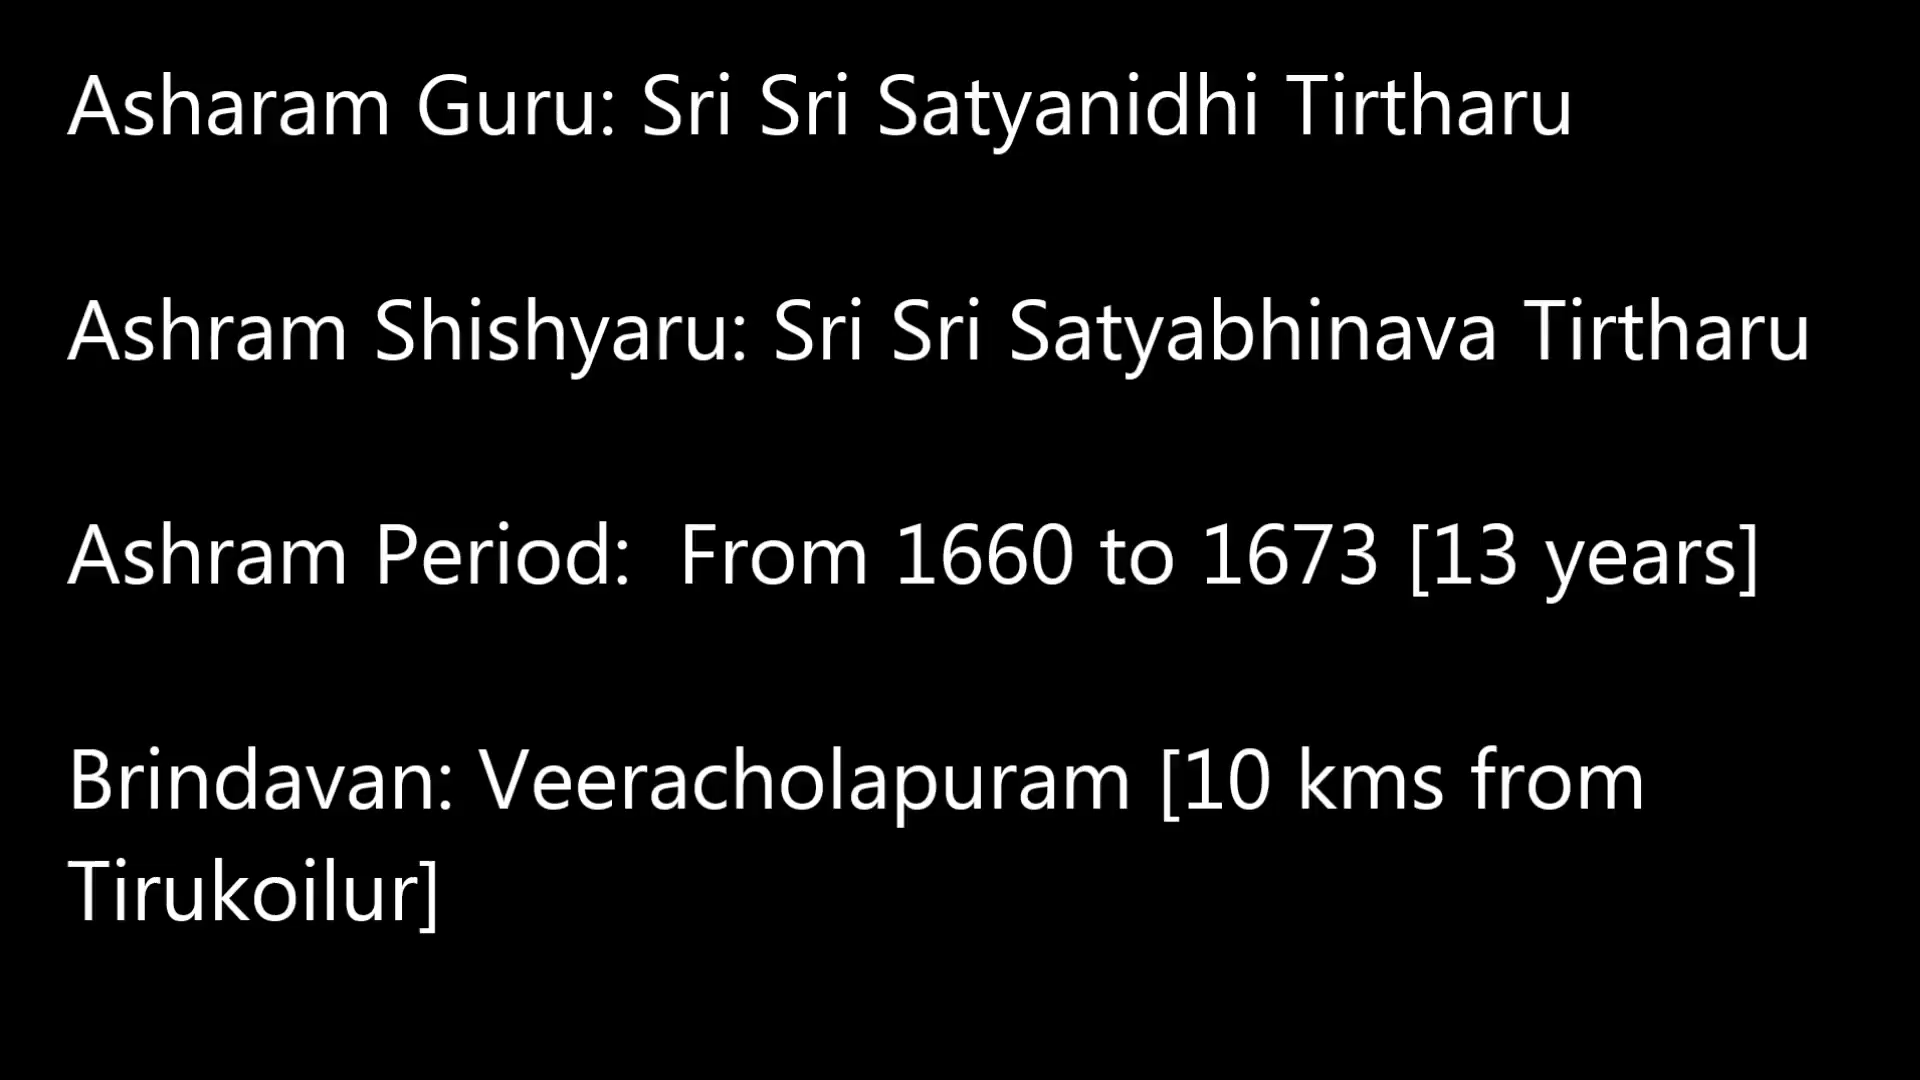 Asharam Guru: Sri Sri Satyanidhi Tirtharu
Ashram Shishyaru: Sri Sri Satyabhinava Tirtharu
Ashram Period:  From 1660 to 1673 [13 years]
Brindavan: Veeracholapuram [10 kms from
Tirukoilur]